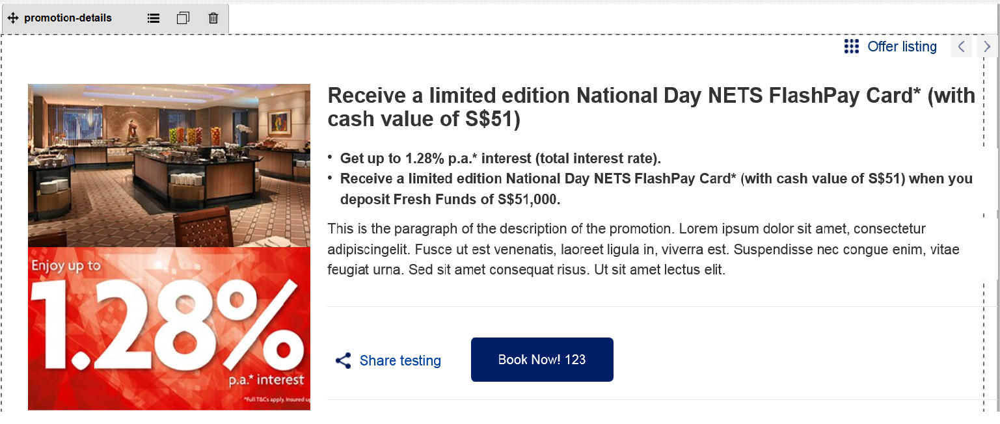 promotion-details
Offer listing
Receive a limited edition National Day NETS FlashPay Card* (with
cash value of S$51)
• Get up to 1.28% p.a.* interest (total interest rate).
• Receive a limited edition National Day NETS FlashPay Card* (with cash value of S$51) when you
deposit Fresh Funds of S$51,000.
This is the paragraph of the description of the promotion. Lorem ipsum dolor sit amet, consectetur
adipiscingelit. Fusce ut est venenatis, laoreet ligula in, viverra est. Suspendisse nec congue enim, vitae
feugiat urna. Sed sit amet consequat risus. Ut sit amet lectus elit.
Enjoy up to
1.28%
p.a.* interest
*Full T&Cs apply. Insured
Share testing
Book Now! 123